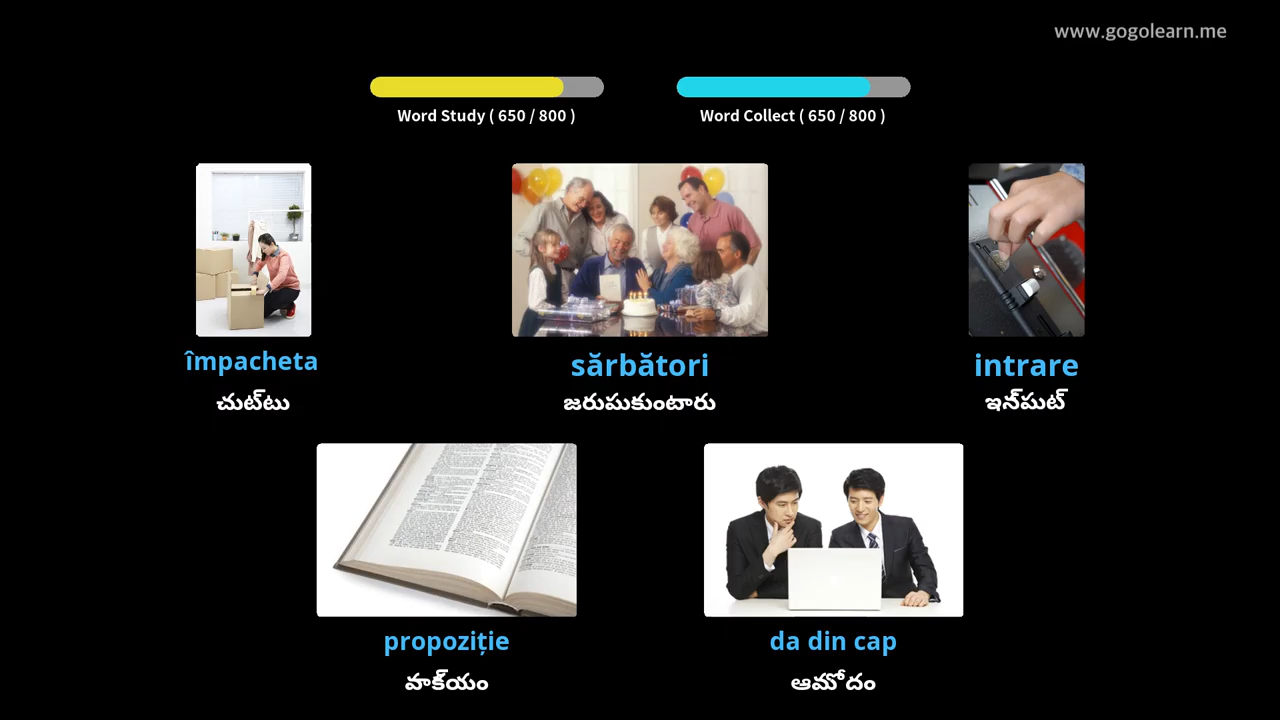 www.gogolearn.me
Word Study ( 650 / 800 )
Word Collect ( 650 / 800 )
împacheta
sărbători
intrare
చుట్టు
జరుపుకుంటారు
ఇన్‌పుట్
propoziție
da din cap
వాక్యం
ఆమోదం